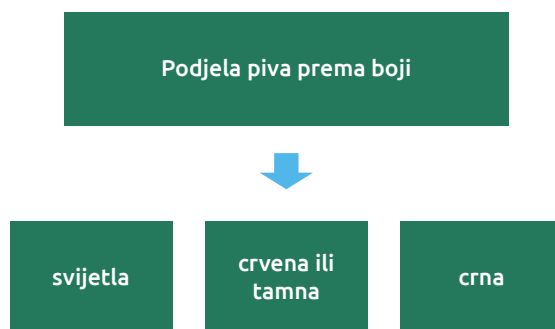 Podjela piva prema boji
svijetla
crvena ili
tamna
crna